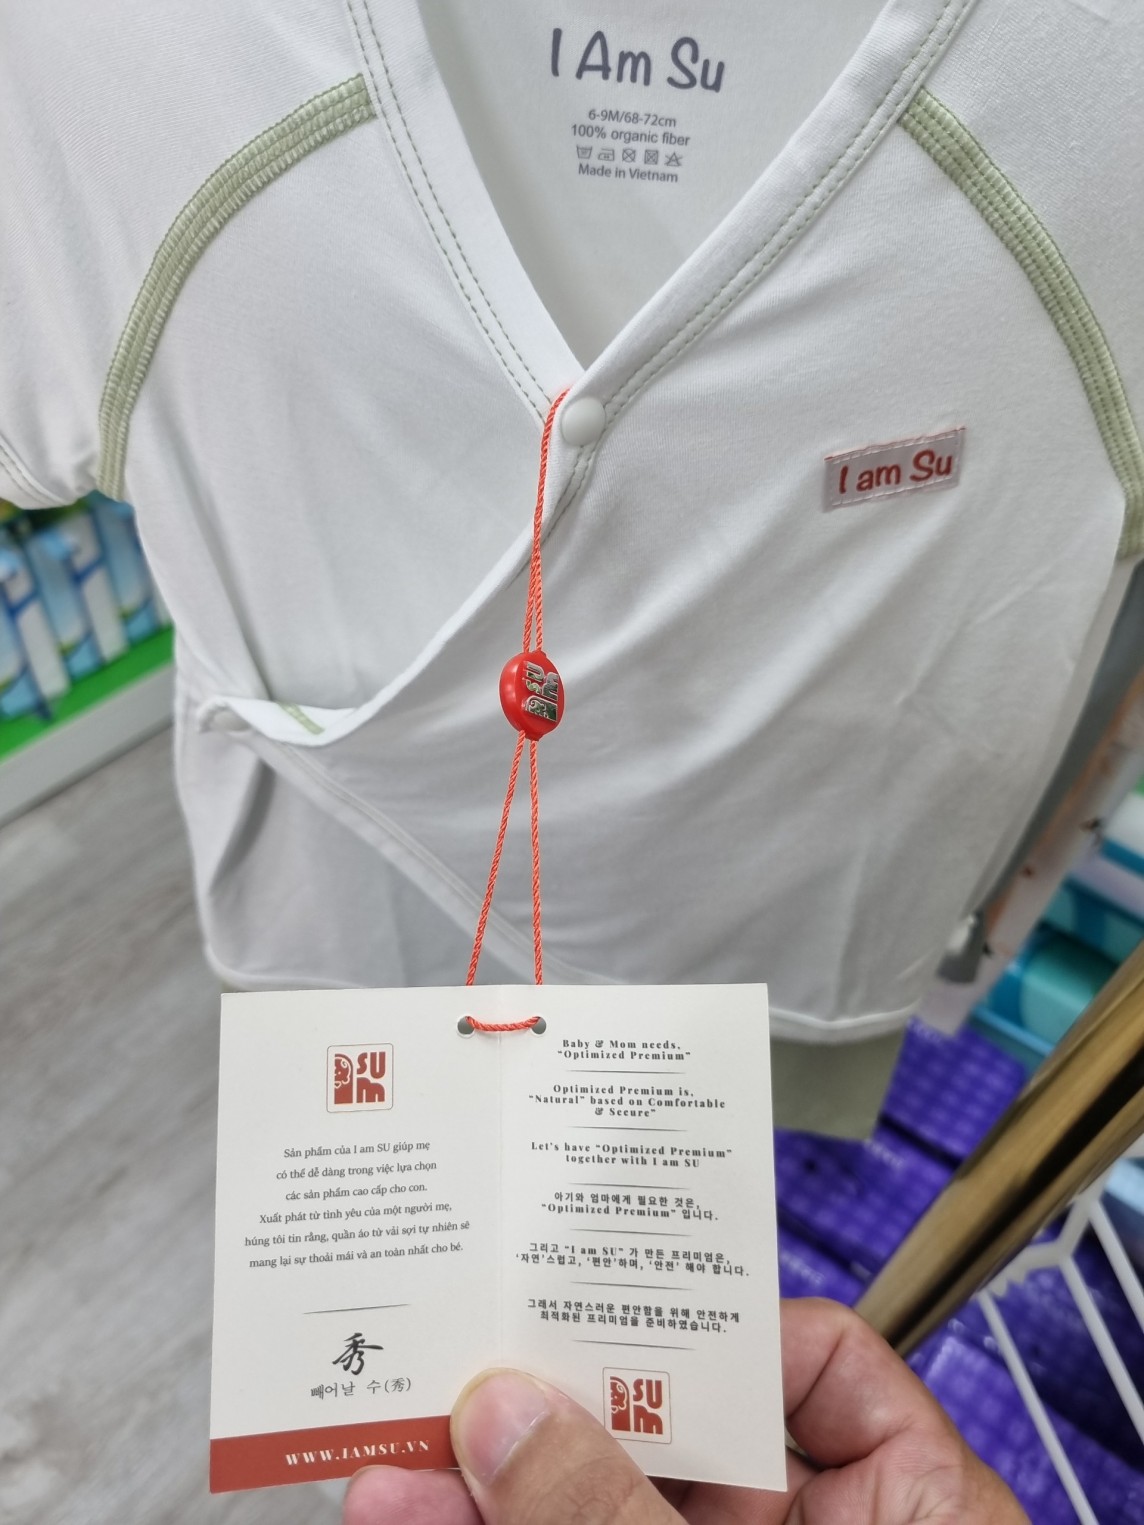 I Am Su
6-9M/68-72cm
100% organic fiber
Made in Vietnam
I am Su
SU
SU
Sản phẩm của I am SU giúp mẹ
có thể dễ dàng trong việc lựa chọn
các sản phẩm cao cấp cho con.
Xuất phát từ tình yêu của một người mẹ,
húng tôi tin rằng, quần áo từ vải sợi tự nhiên sẽ
mang lại sự thoải mái và an toàn nhất cho bé.
秀
빼어날 수(秀)
WWW.IAMSU.VN
Baby & Mom needs,
"Optimized Premium"
Optimized Premium is,
"Natural" based on Comfortable
& Secure"
Let's have "Optimized Premium"
together with I am SU
아기와 엄마에게 필요한 것은,
"Optimized Premium" 입니다.
그리고 "I am SU" 가 만든 프리미엄은,
'자연'스럽고, '편안'하며, '안전' 해야 합니다.
그래서 자연스러운 편안함을 위해 안전하게
최적화된 프리미엄을 준비하였습니다.
SU